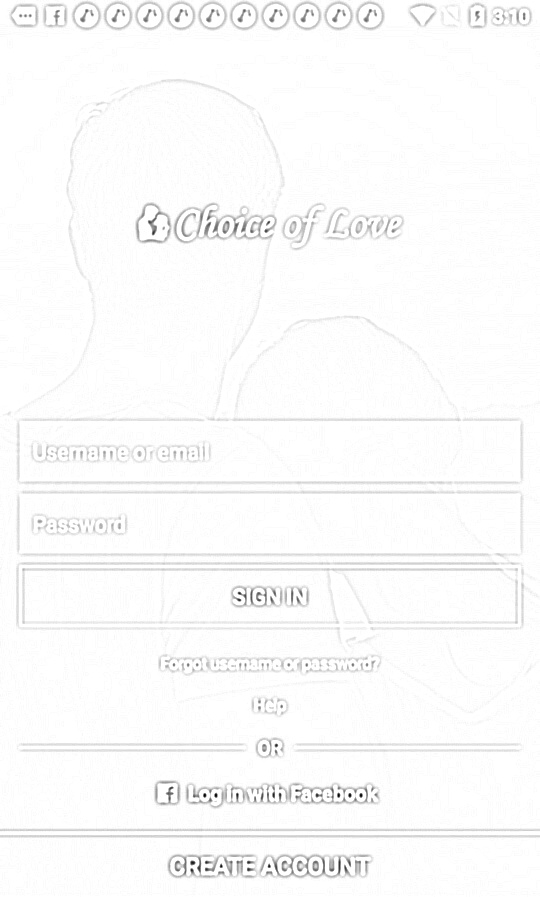 3:10
Choice of Love
Username or email
Password
SIGN IN
Forgot username or password?
Help
OR
Log in with Facebook
CREATE ACCOUNT